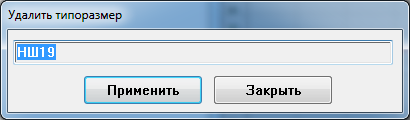 Удалить типоразмер
НШ19
Применить
Закрыть